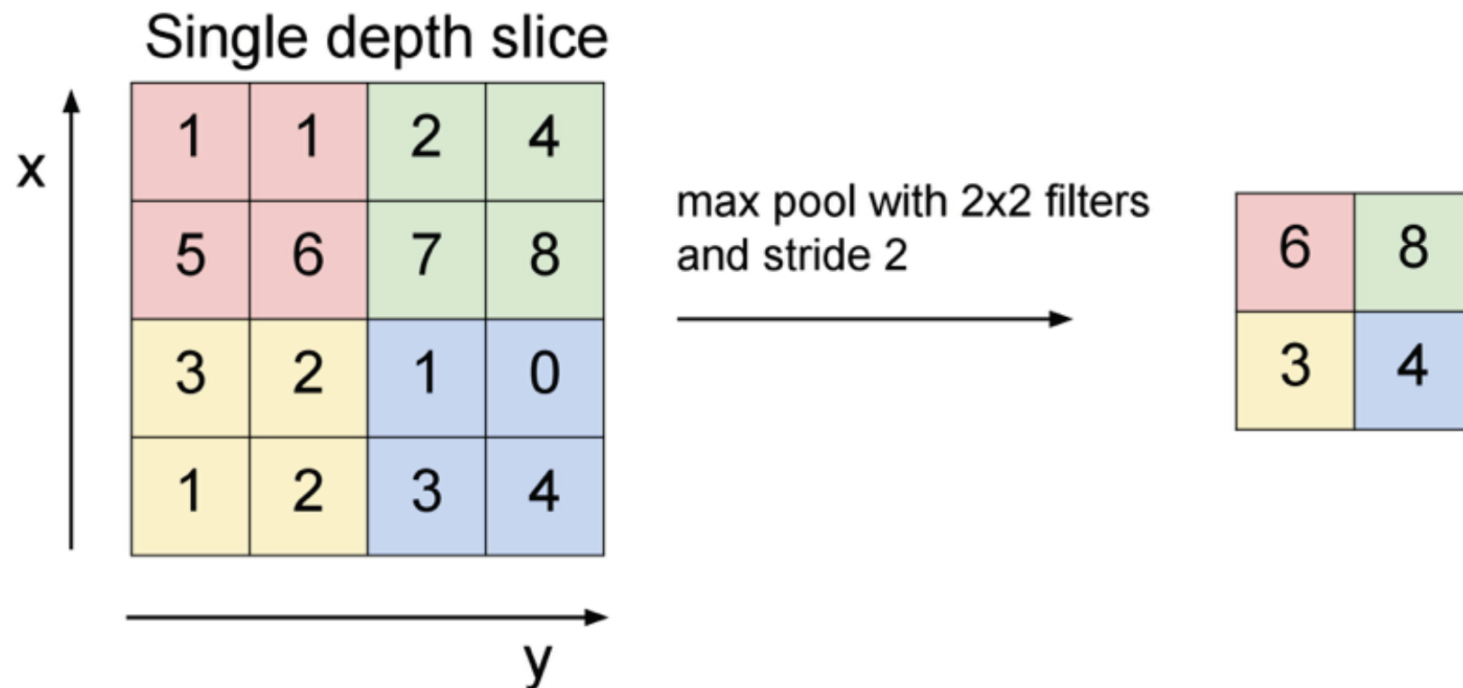 Single depth slice
x
1 1 2 4
5 6 7 8
3 2 1 0
1 2 3 4
y
max pool with 2x2 filters
and stride 2
6 8
3 4